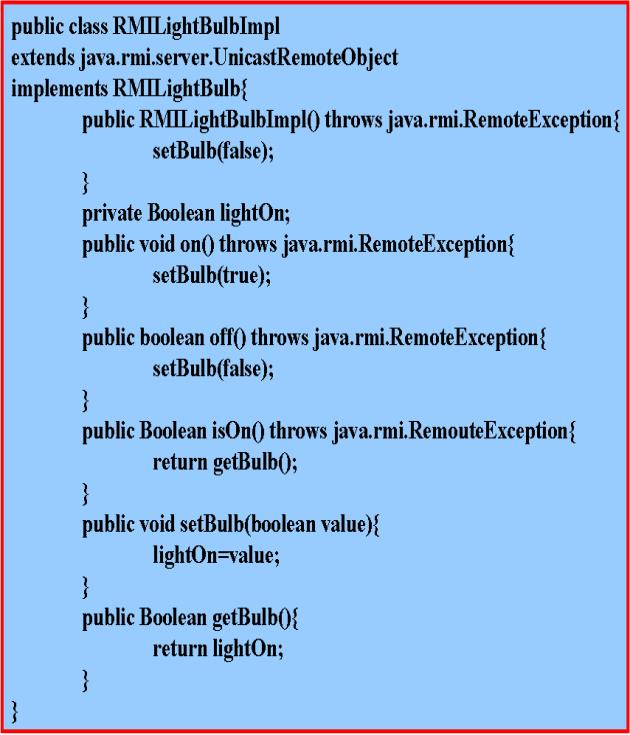 public class RMILightBulbImpl
extends java.rmi.server.UnicastRemoteObject
implements RMILightBulb{
public RMILightBulbImpl() throws java.rmi.RemoteException{
setBulb(false);
}
private Boolean lightOn;
public void on() throws java.rmi.RemoteException{
setBulb(true);
}
public boolean off() throws java.rmi.RemoteException{
setBulb(false);
}
public Boolean isOn() throws java.rmi.RemouteException{
return getBulb();
}
public void setBulb(boolean value){
lightOn=value;
}
public Boolean getBulb(){
return lightOn;
}
}